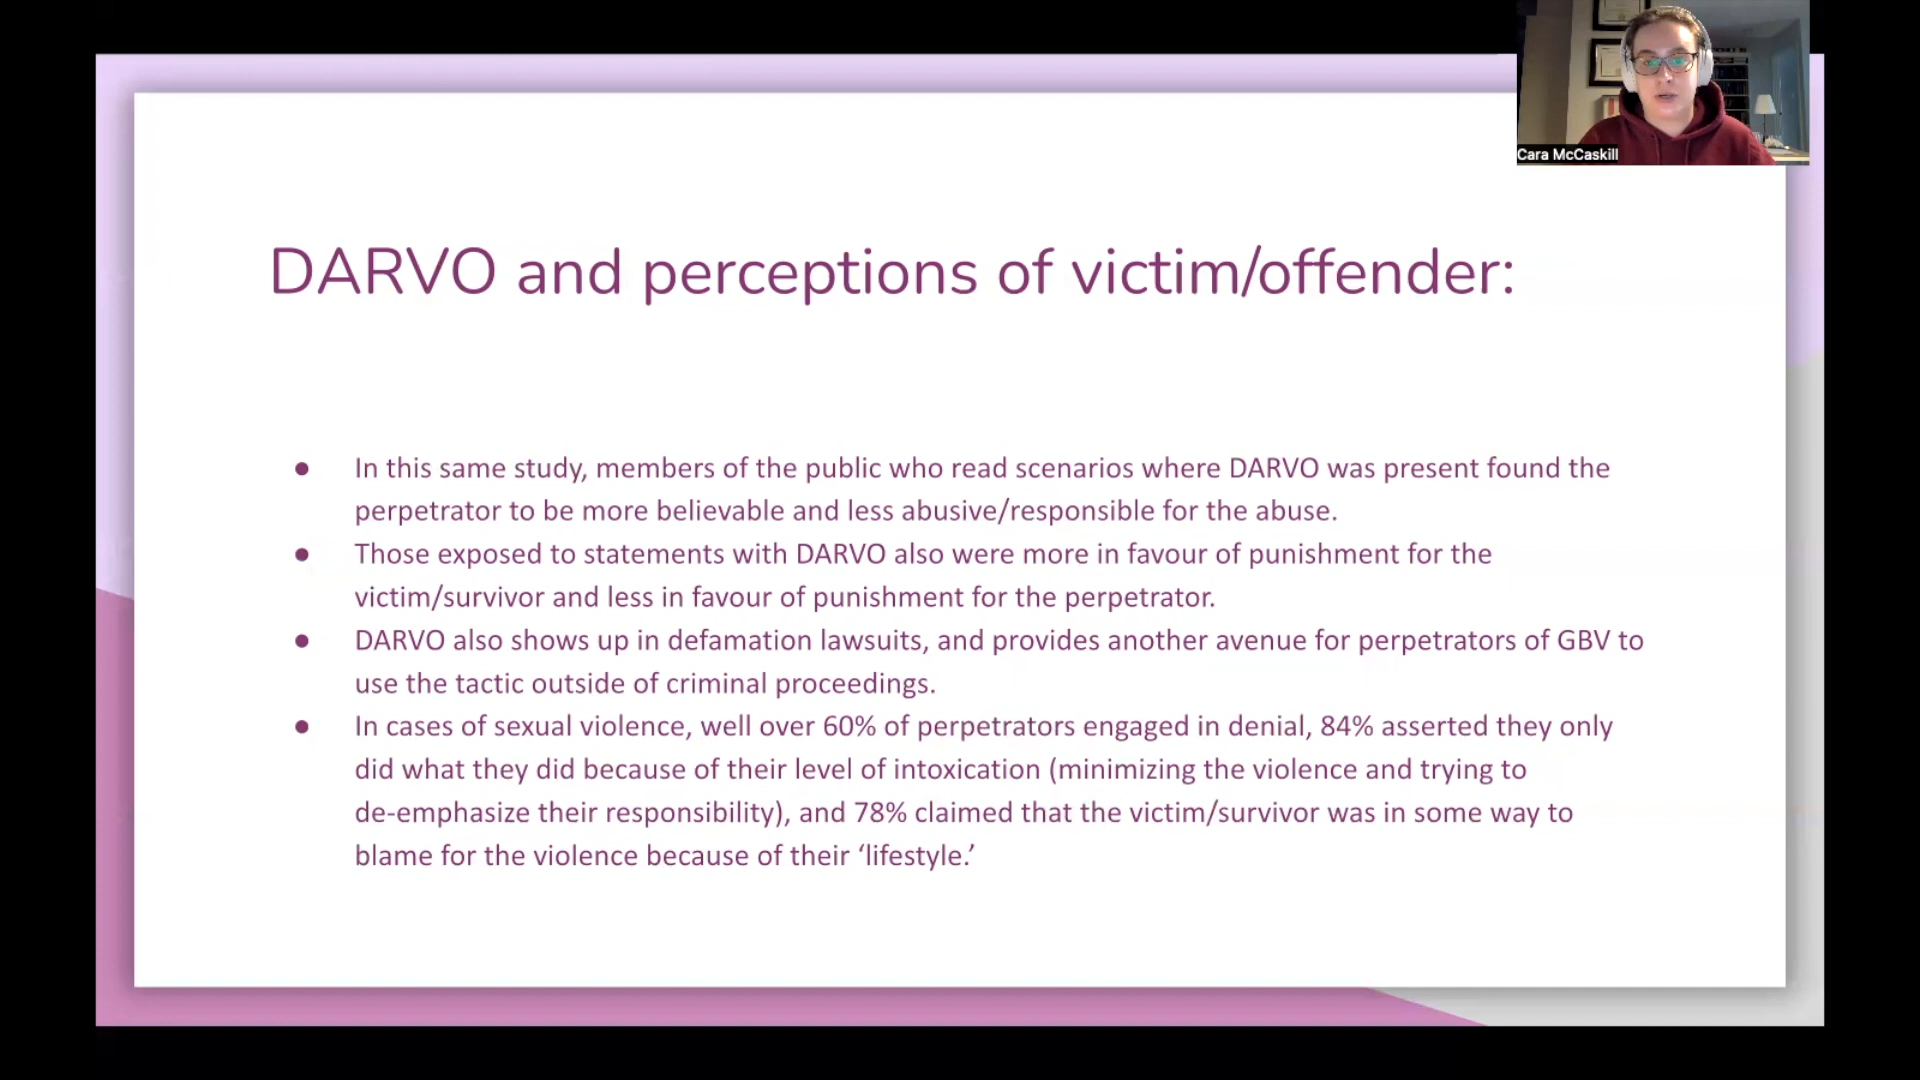 Cara McCaskill
DARVO and perceptions of victim/offender:
● In this same study, members of the public who read scenarios where DARVO was present found the
perpetrator to be more believable and less abusive/responsible for the abuse.
● Those exposed to statements with DARVO also were more in favour of punishment for the
victim/survivor and less in favour of punishment for the perpetrator.
● DARVO also shows up in defamation lawsuits, and provides another avenue for perpetrators of GBV to
use the tactic outside of criminal proceedings.
● In cases of sexual violence, well over 60% of perpetrators engaged in denial, 84% asserted they only
did what they did because of their level of intoxication (minimizing the violence and trying to
de-emphasize their responsibility), and 78% claimed that the victim/survivor was in some way to
blame for the violence because of their ‘lifestyle.’